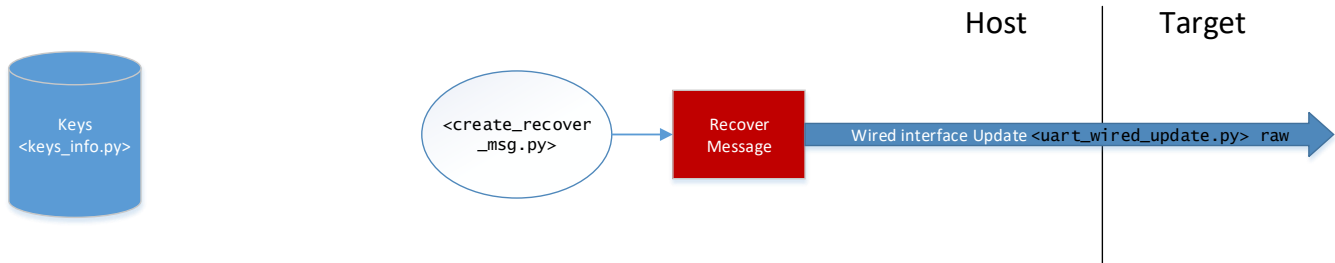 Host
Target
Keys
<keys_info.py>
<create_recover
_msg.py>
Recover
Message
Wired interface Update <uart_wired_update.py> raw